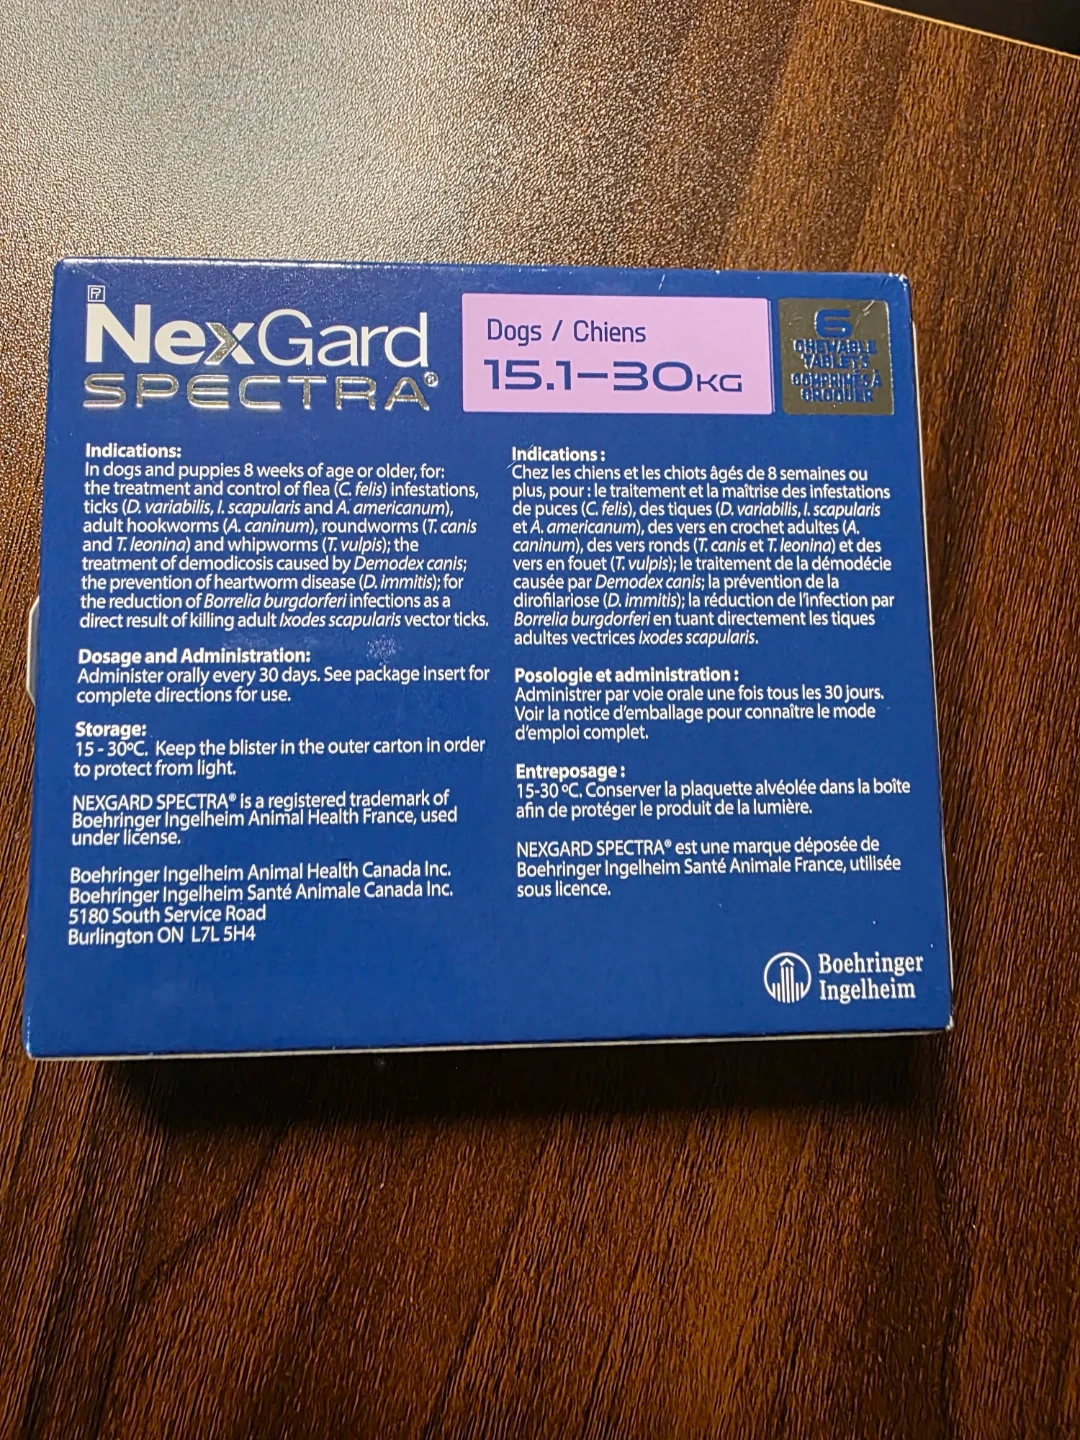 NexGard
SPECTRA®
Dogs / Chiens
15.1–30KG
6
CHEWABLE
TABLETS
COMPRIMÉS À
CROQUER
Indications:
In dogs and puppies 8 weeks of age or older, for:
the treatment and control of flea (C. felis) infestations,
ticks (D. variabilis, I. scapularis and A. americanum),
adult hookworms (A. caninum), roundworms (T. canis
and T. leonina) and whipworms (T. vulpis); the
treatment of demodicosis caused by Demodex canis;
the prevention of heartworm disease (D. immitis); for
the reduction of Borrelia burgdorferi infections as a
direct result of killing adult Ixodes scapularis vector ticks.
Dosage and Administration:
Administer orally every 30 days. See package insert for
complete directions for use.
Storage:
15 - 30ºC. Keep the blister in the outer carton in order
to protect from light.
NEXGARD SPECTRA® is a registered trademark of
Boehringer Ingelheim Animal Health France, used
under license.
Boehringer Ingelheim Animal Health Canada Inc.
Boehringer Ingelheim Santé Animale Canada Inc.
5180 South Service Road
Burlington ON L7L 5H4
Indications :
Chez les chiens et les chiots âgés de 8 semaines ou
plus, pour : le traitement et la maîtrise des infestations
de puces (C. felis), des tiques (D. variabilis, I. scapularis
et A. americanum), des vers en crochet adultes (A.
caninum), des vers ronds (T. canis et T. leonina) et des
vers en fouet (T. vulpis); le traitement de la démodécie
causée par Demodex canis; la prévention de la
dirofilariose (D. immitis); la réduction de l'infection par
Borrelia burgdorferi en tuant directement les tiques
adultes vectrices Ixodes scapularis.
Posologie et administration :
Administrer par voie orale une fois tous les 30 jours.
Voir la notice d'emballage pour connaître le mode
d'emploi complet.
Entreposage :
15-30 ºC. Conserver la plaquette alvéolée dans la boîte
afin de protéger le produit de la lumière.
NEXGARD SPECTRA® est une marque déposée de
Boehringer Ingelheim Santé Animale France, utilisée
sous licence.
Boehringer
Ingelheim